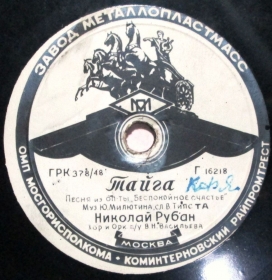 ЗАВОД МЕТАЛЛОПЛАСТМАСС
ГРК 378/48
Г 16218
Тайга
Песня из оп-ты „Беспокойное счастье"
Муз Ю. Милютина, сл. В. Типота
Николай Рубан
Хор и Орк с/у В.Н. Васильева
МОСКВА
ОМП МОСГОРИСПОЛКОМА • КОМИНТЕРНОВСКИЙ РАЙПРОМТРЕСТ